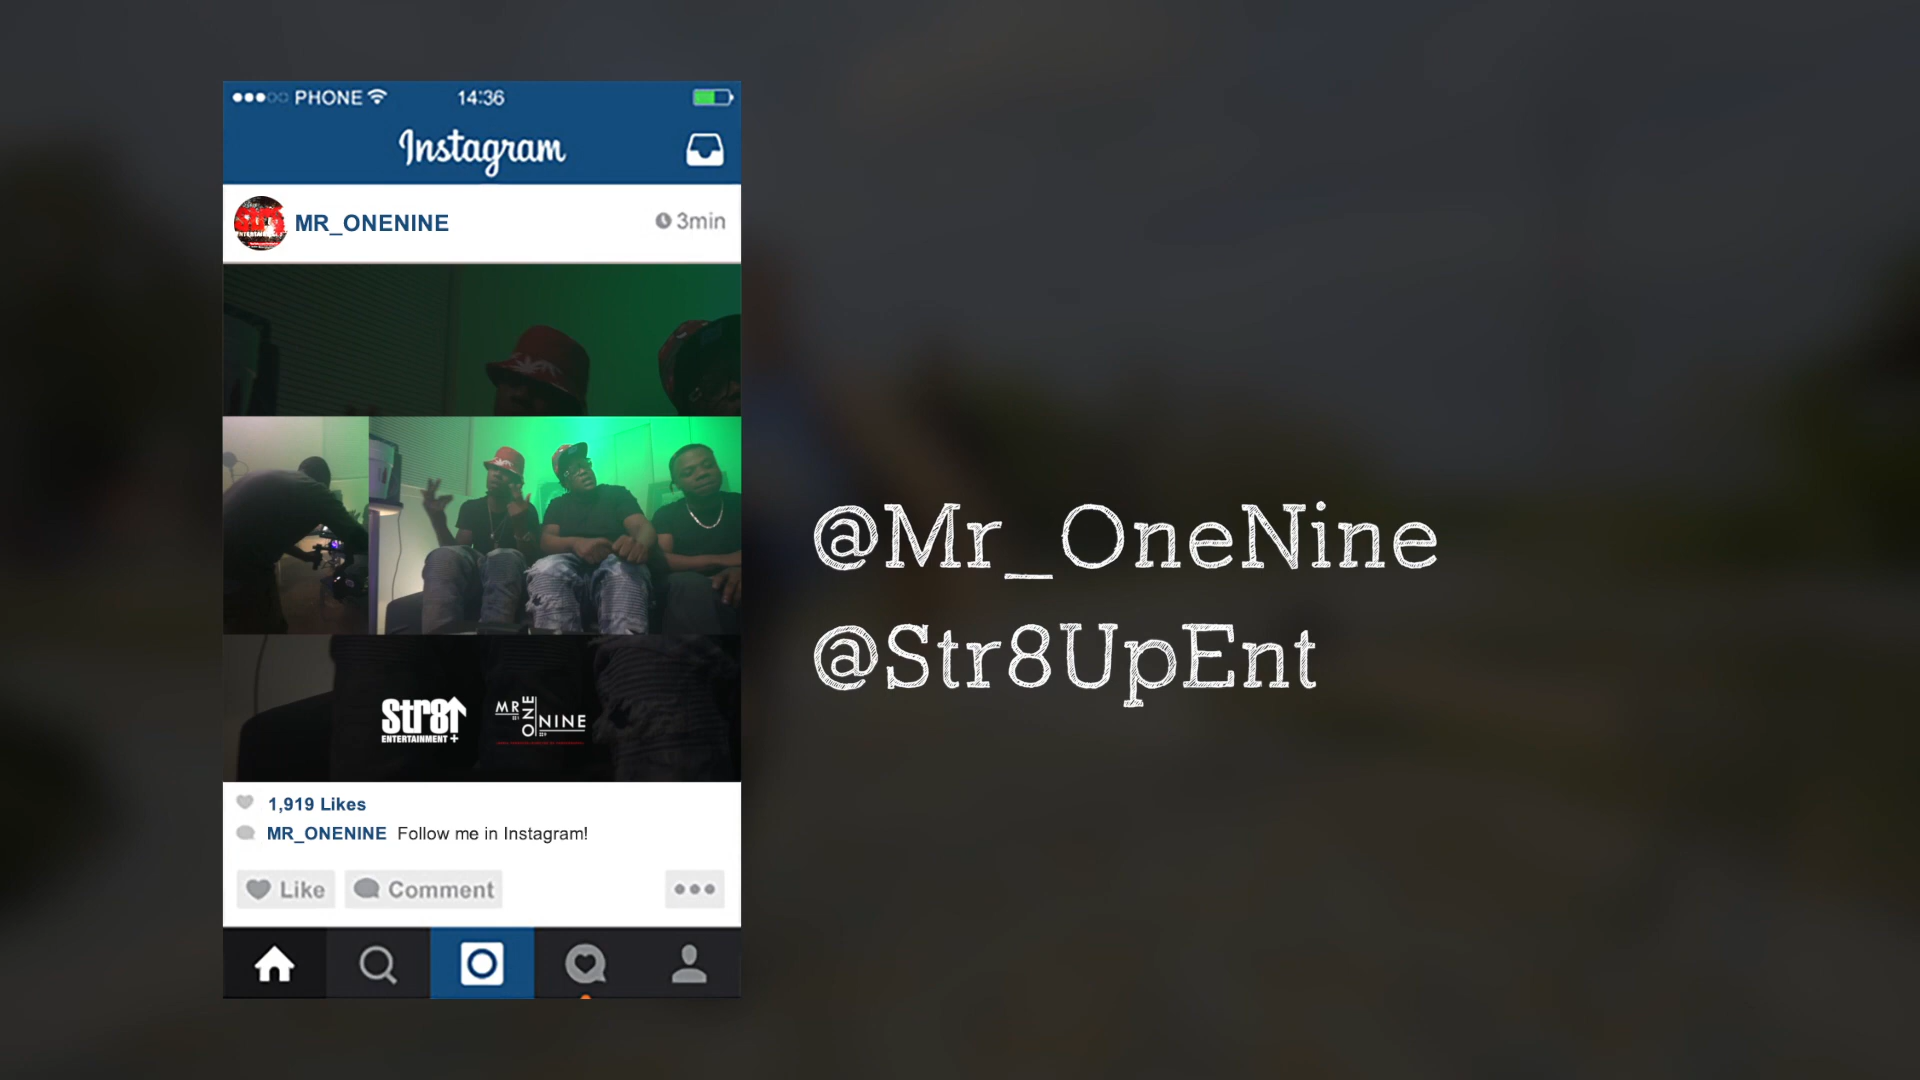 PHONE 14:36
Instagram
MR_ONENINE 3min
@Mr_OneNine
@Str8UpEnt
Str8
ENTERTAINMENT
MR ONE NINE
1,919 Likes
MR_ONENINE Follow me in Instagram!
Like Comment